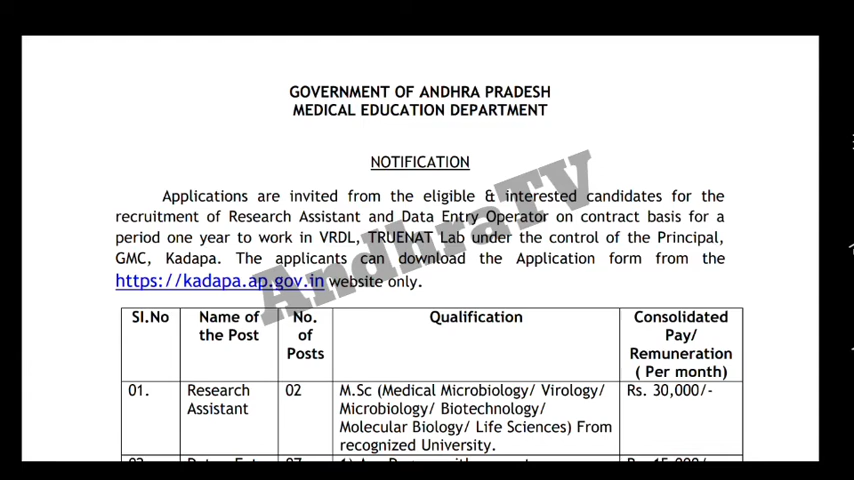 GOVERNMENT OF ANDHRA PRADESH
MEDICAL EDUCATION DEPARTMENT
NOTIFICATION
Applications are invited from the eligible & interested candidates for the
recruitment of Research Assistant and Data Entry Operator on contract basis for a
period one year to work in VRDL, TRUENAT Lab under the control of the Principal,
GMC, Kadapa. The applicants can download the Application form from the
https://kadapa.ap.gov.in website only.
AndhraTV
SI.No Name of the Post No. of Posts Qualification Consolidated Pay/ Remuneration ( Per month)
01. Research Assistant 02 M.Sc (Medical Microbiology/ Virology/
Microbiology/ Biotechnology/
Molecular Biology/ Life Sciences) From
recognized University. Rs. 30,000/-